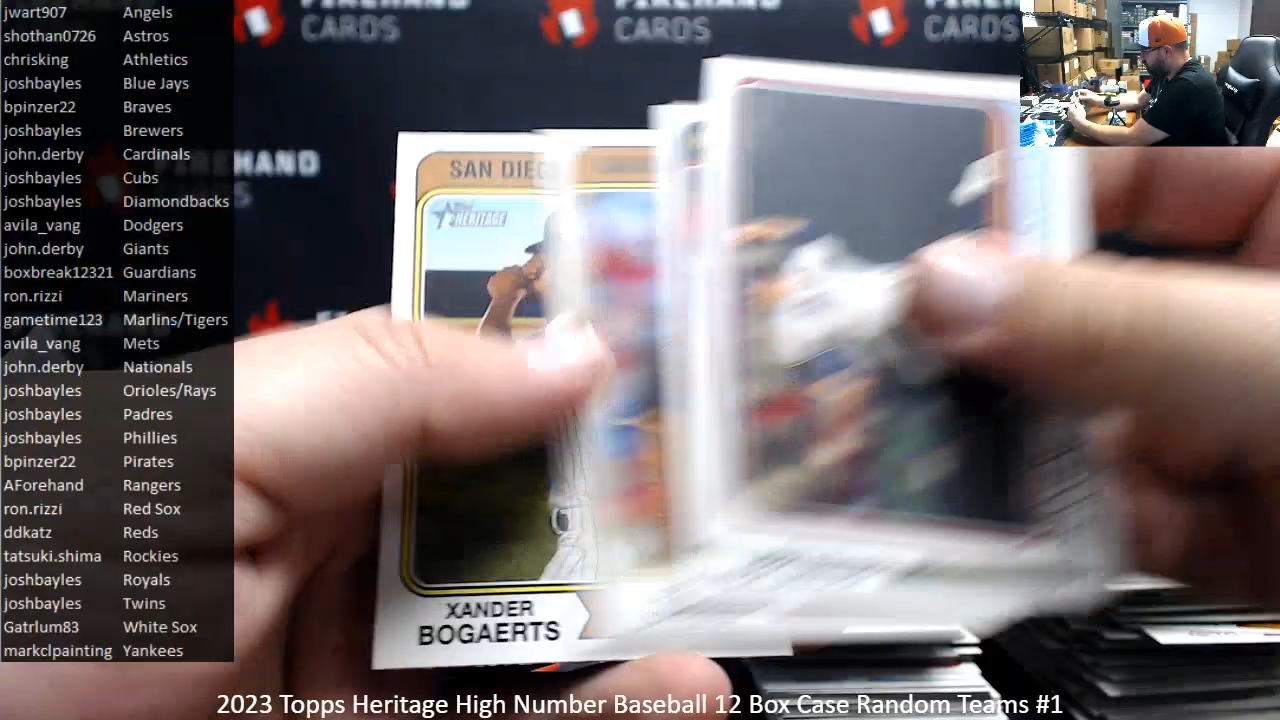 jwart907 Angels
shothan0726 Astros
chrisking Athletics
joshbayles Blue Jays
bpinzer22 Braves
joshbayles Brewers
john.derby Cardinals
joshbayles Cubs
joshbayles Diamondbacks
avila_vang Dodgers
john.derby Giants
boxbreak12321 Guardians
ron.rizzi Mariners
gametime123 Marlins/Tigers
avila_vang Mets
john.derby Nationals
joshbayles Orioles/Rays
joshbayles Padres
joshbayles Phillies
bpinzer22 Pirates
AForehand Rangers
ron.rizzi Red Sox
ddkatz Reds
tatsuki.shima Rockies
joshbayles Royals
joshbayles Twins
Gatrlum83 White Sox
markclpainting Yankees
CARDS
CARDS
CARDS
SAN DIEG
HERITAGE
XANDER
BOGAERTS
2023 Topps Heritage High Number Baseball 12 Box Case Random Teams #1